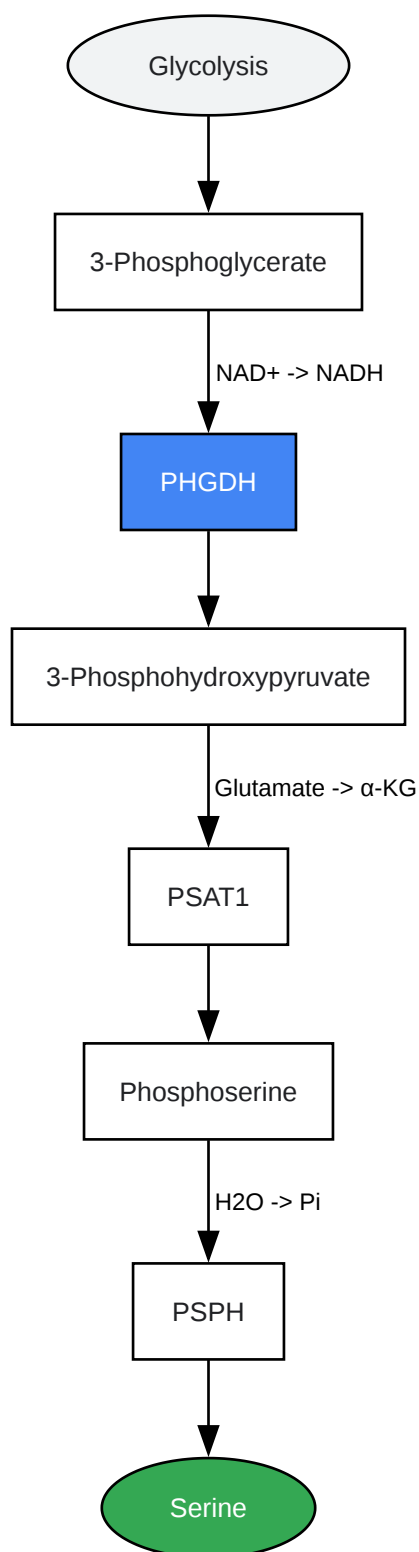 Glycolysis
3-Phosphoglycerate
NAD+ -> NADH
PHGDH
3-Phosphohydroxypyruvate
Glutamate -> α-KG
PSAT1
Phosphoserine
H2O -> Pi
PSPH
Serine